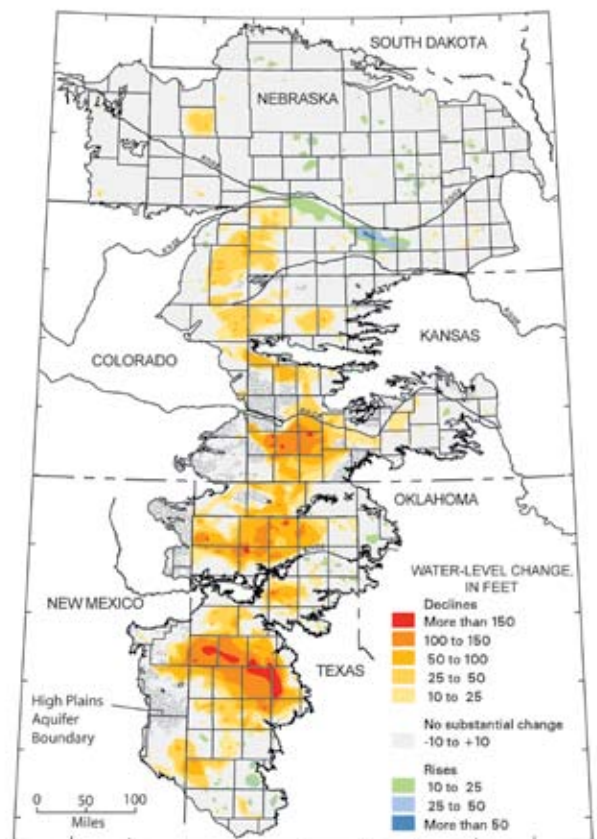 SOUTH DAKOTA
NEBRASKA
KANSAS
COLORADO
OKLAHOMA
NEW MEXICO
TEXAS
High Plains
Aquifer
Boundary
0 50 100
Miles
WATER-LEVEL CHANGE,
IN FEET
Declines
More than 150
100 to 150
50 to 100
25 to 50
10 to 25
No substantial change
-10 to +10
Rises
10 to 25
25 to 50
More than 50